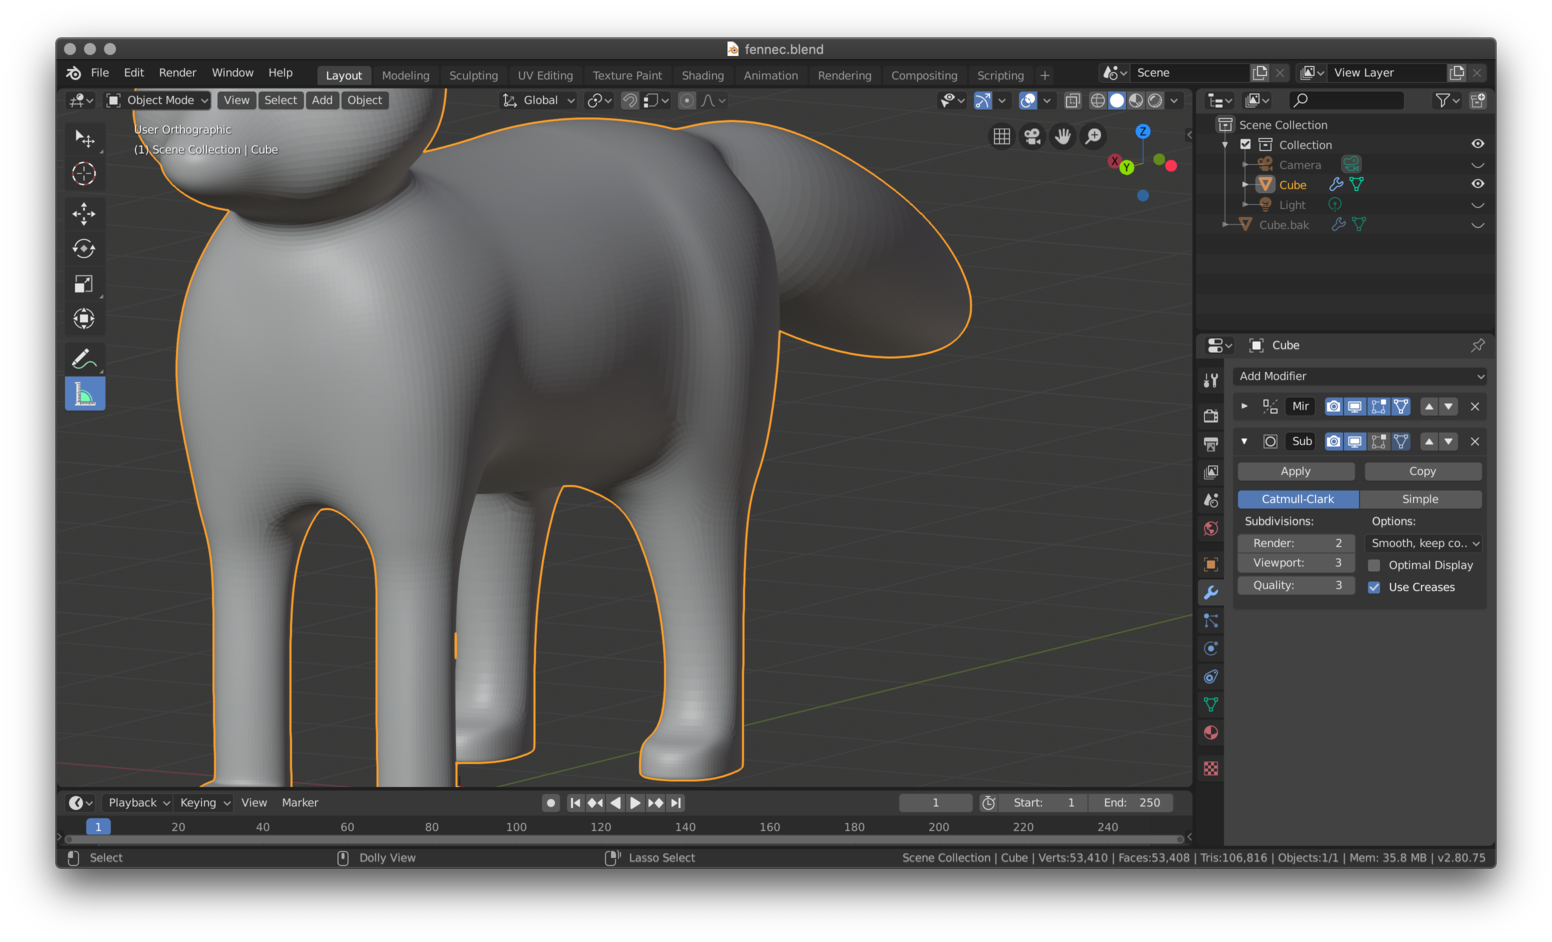 fennec.blend
File Edit Render Window Help Layout Modeling Sculpting UV Editing Texture Paint Shading Animation Rendering Compositing Scripting + Scene View Layer
Object Mode View Select Add Object Global
User Orthographic
(1) Scene Collection | Cube
Z
X
Y
Scene Collection
Collection
Camera
Cube
Light
Cube.bak
Cube
Add Modifier
Mir
Sub
Apply Copy
Catmull-Clark Simple
Subdivisions: Options:
Render: 2 Smooth, keep co..
Viewport: 3 Optimal Display
Quality: 3 Use Creases
Playback Keying View Marker 1 Start: 1 End: 250
1 20 40 60 80 100 120 140 160 180 200 220 240
Select Dolly View Lasso Select Scene Collection | Cube | Verts:53,410 | Faces:53,408 | Tris:106,816 | Objects:1/1 | Mem: 35.8 MB | v2.80.75